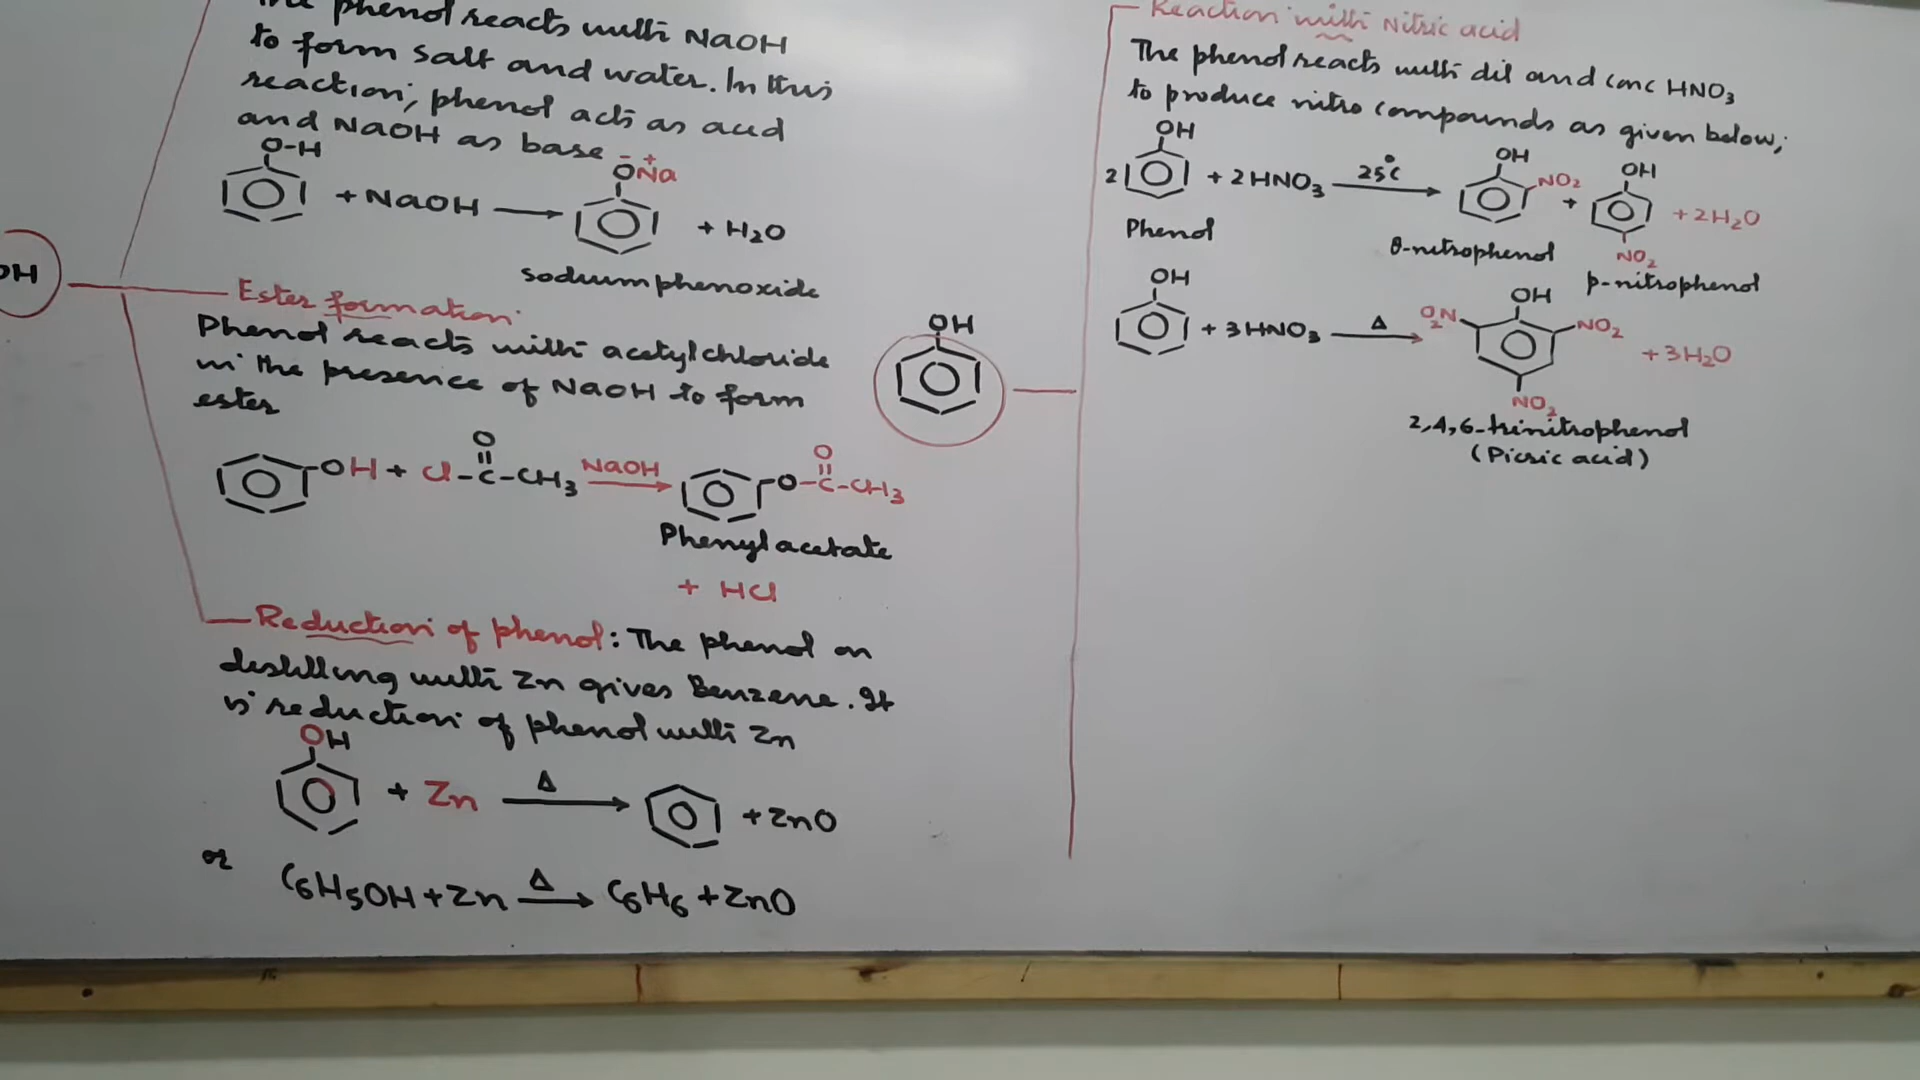 The phenol reacts with NaOH
to form salt and water. In this
reaction, phenol acts as acid
and NaOH as base
O-H
+ NaOH ⟶
- +
ONa
+ H2O
sodium phenoxide
OH
Ester formation:
Phenol reacts with acetylchloride
in the presence of NaOH to form
ester
OH + Cl-C-CH3
O
NaOH
O-C-CH3
O
Phenyl acetate
+ HCl
Reduction of phenol: The phenol on
distilling with Zn gives Benzene. It
is reduction of phenol with Zn
OH
+ Zn Δ⟶ + ZnO
or
C6H5OH + Zn Δ⟶ C6H6 + ZnO
OH
Reaction with Nitric acid
The phenol reacts with dil and conc HNO3
to produce nitro compounds as given below;
OH
2 + 2HNO3 25°C⟶
OH
NO2
+
OH
NO2
+ 2H2O
Phenol
o-nitrophenol
p-nitrophenol
OH
+ 3HNO3 Δ⟶
OH
O2N
NO2
NO2
+ 3H2O
2,4,6-trinitrophenol
(Picric acid)